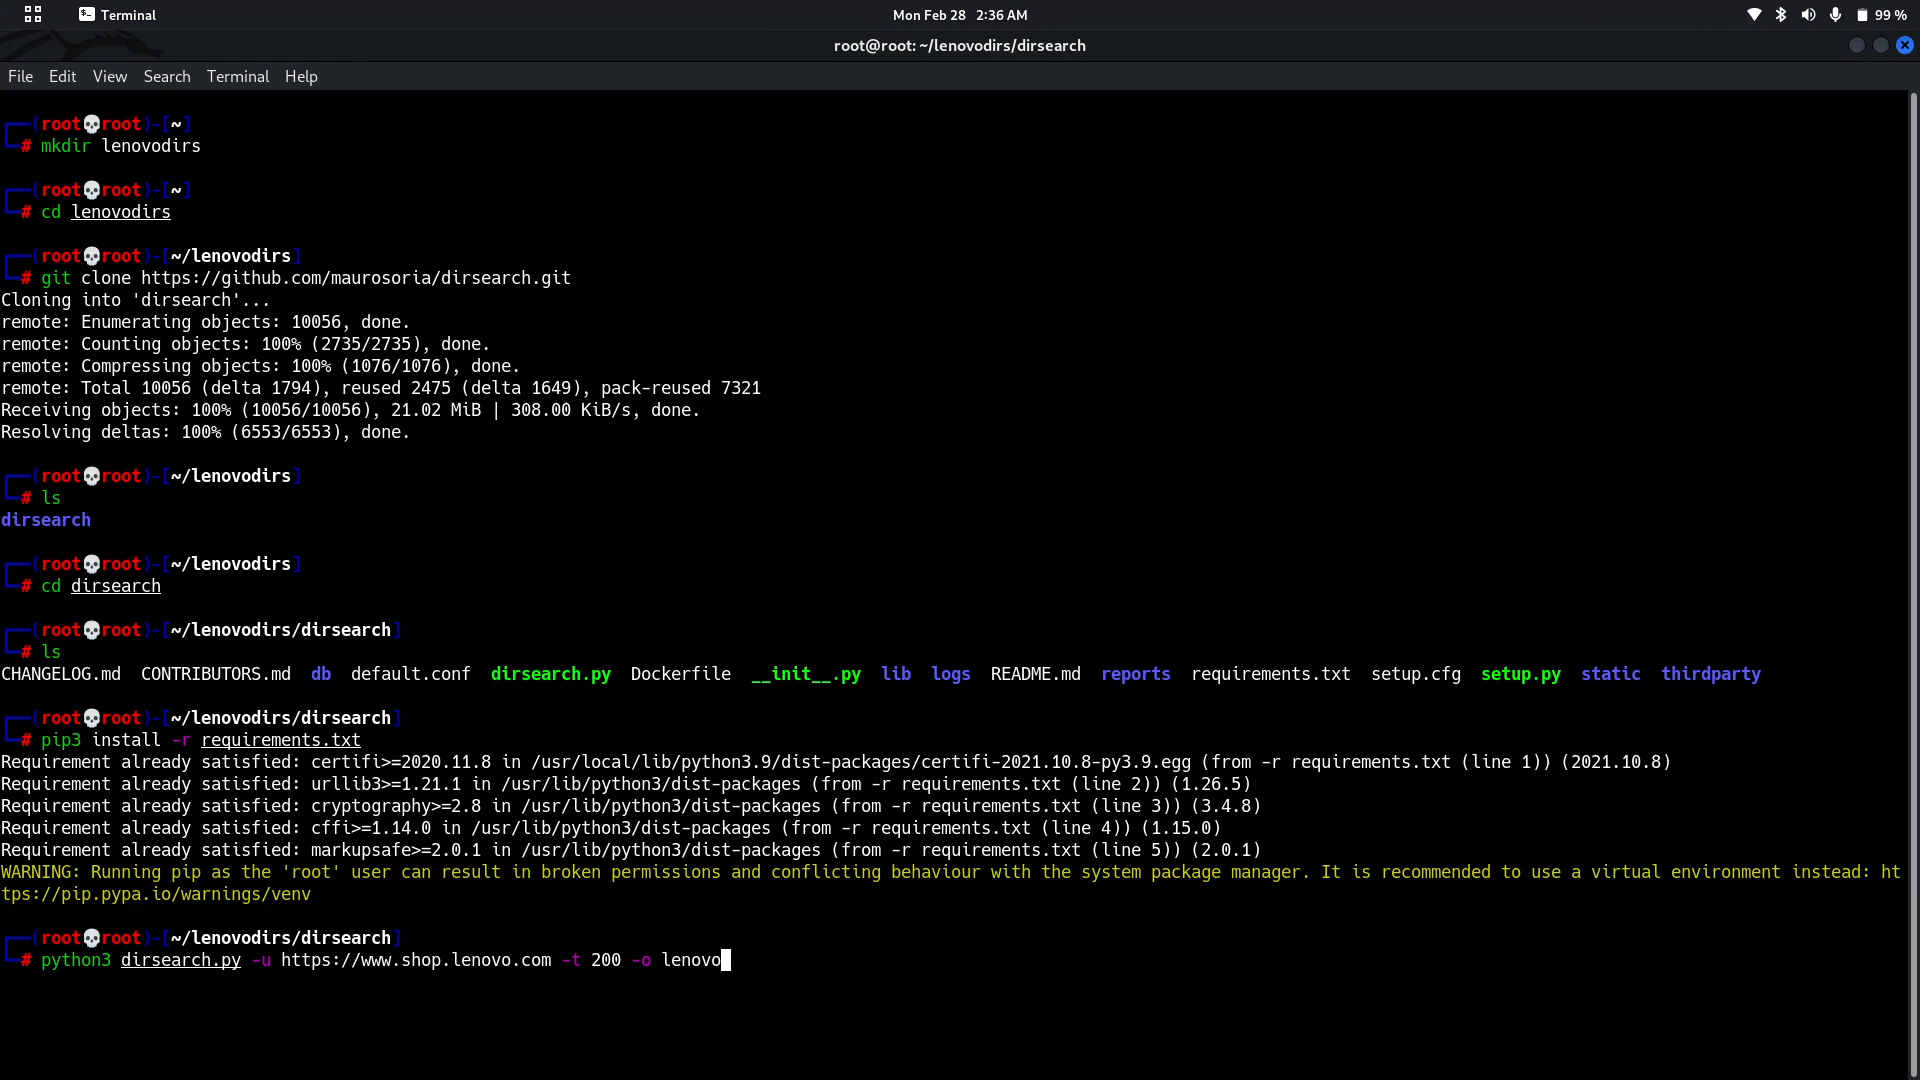 Terminal
Mon Feb 28 2:36 AM
99 %
root@root: ~/lenovodirs/dirsearch
File Edit View Search Terminal Help
┌──(root💀root)-[~]
└─# mkdir lenovodirs
┌──(root💀root)-[~]
└─# cd lenovodirs
┌──(root💀root)-[~/lenovodirs]
└─# git clone https://github.com/maurosoria/dirsearch.git
Cloning into 'dirsearch'...
remote: Enumerating objects: 10056, done.
remote: Counting objects: 100% (2735/2735), done.
remote: Compressing objects: 100% (1076/1076), done.
remote: Total 10056 (delta 1794), reused 2475 (delta 1649), pack-reused 7321
Receiving objects: 100% (10056/10056), 21.02 MiB | 308.00 KiB/s, done.
Resolving deltas: 100% (6553/6553), done.
┌──(root💀root)-[~/lenovodirs]
└─# ls
dirsearch
┌──(root💀root)-[~/lenovodirs]
└─# cd dirsearch
┌──(root💀root)-[~/lenovodirs/dirsearch]
└─# ls
CHANGELOG.md CONTRIBUTORS.md db default.conf dirsearch.py Dockerfile __init__.py lib logs README.md reports requirements.txt setup.cfg setup.py static thirdparty
┌──(root💀root)-[~/lenovodirs/dirsearch]
└─# pip3 install -r requirements.txt
Requirement already satisfied: certifi>=2020.11.8 in /usr/local/lib/python3.9/dist-packages/certifi-2021.10.8-py3.9.egg (from -r requirements.txt (line 1)) (2021.10.8)
Requirement already satisfied: urllib3>=1.21.1 in /usr/lib/python3/dist-packages (from -r requirements.txt (line 2)) (1.26.5)
Requirement already satisfied: cryptography>=2.8 in /usr/lib/python3/dist-packages (from -r requirements.txt (line 3)) (3.4.8)
Requirement already satisfied: cffi>=1.14.0 in /usr/lib/python3/dist-packages (from -r requirements.txt (line 4)) (1.15.0)
Requirement already satisfied: markupsafe>=2.0.1 in /usr/lib/python3/dist-packages (from -r requirements.txt (line 5)) (2.0.1)
WARNING: Running pip as the 'root' user can result in broken permissions and conflicting behaviour with the system package manager. It is recommended to use a virtual environment instead: ht
tps://pip.pypa.io/warnings/venv
┌──(root💀root)-[~/lenovodirs/dirsearch]
└─# python3 dirsearch.py -u https://www.shop.lenovo.com -t 200 -o lenovo